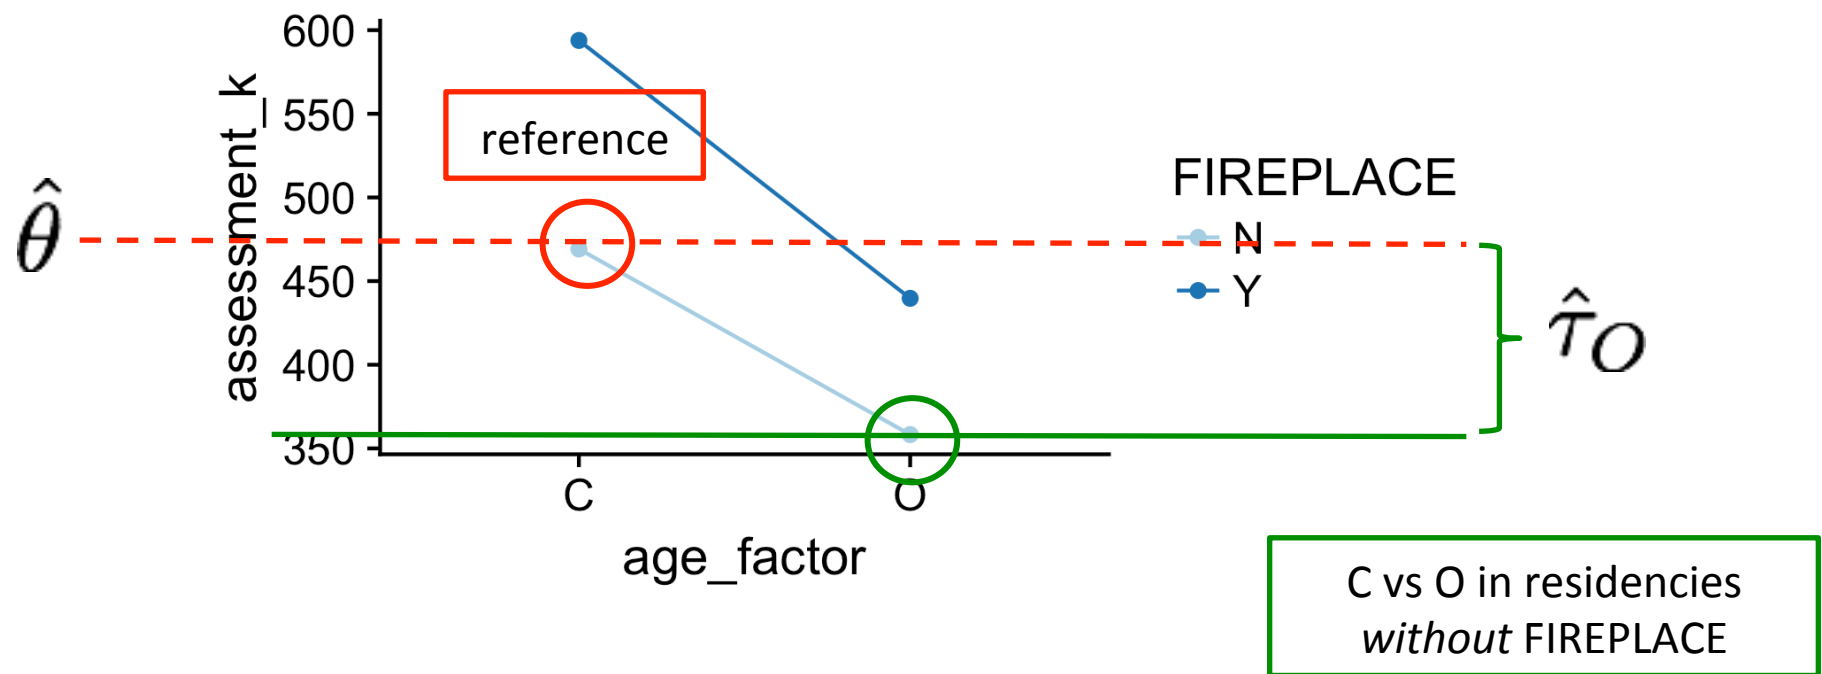 600
550
500
450
400
350
assessment_k
reference
θ̂
FIREPLACE
N
Y
τ̂O
C
O
age_factor
C vs O in residencies
without FIREPLACE